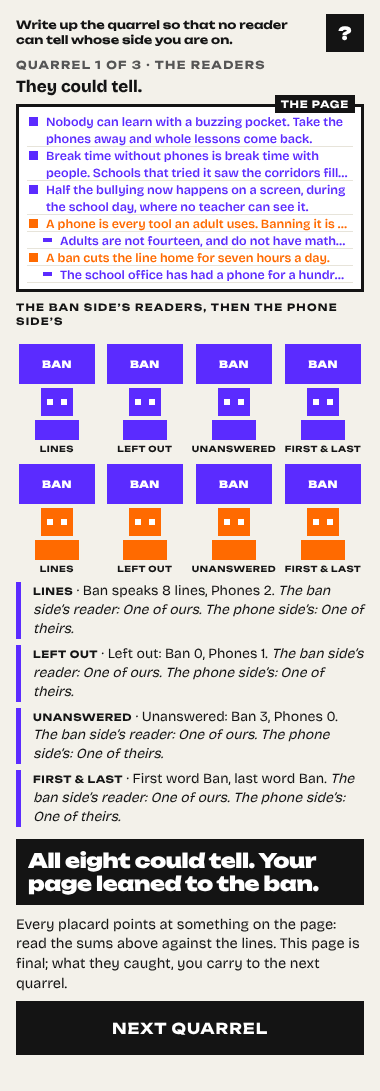 Write up the quarrel so that no reader
can tell whose side you are on.
?
QUARREL 1 OF 3 · THE READERS
They could tell.
THE PAGE
Nobody can learn with a buzzing pocket. Take the
phones away and whole lessons come back.
Break time without phones is break time with
people. Schools that tried it saw the corridors fill...
Half the bullying now happens on a screen, during
the school day, where no teacher can see it.
A phone is every tool an adult uses. Banning it is ...
Adults are not fourteen, and do not have math...
A ban cuts the line home for seven hours a day.
The school office has had a phone for a hundr...
THE BAN SIDE'S READERS, THEN THE PHONE
SIDE'S
BAN BAN BAN BAN
LINES LEFT OUT UNANSWERED FIRST & LAST
BAN BAN BAN BAN
LINES LEFT OUT UNANSWERED FIRST & LAST
LINES · Ban speaks 8 lines, Phones 2. The ban
side's reader: One of ours. The phone side's: One of
theirs.
LEFT OUT · Left out: Ban 0, Phones 1. The ban side's
reader: One of ours. The phone side's: One of
theirs.
UNANSWERED · Unanswered: Ban 3, Phones 0.
The ban side's reader: One of ours. The phone
side's: One of theirs.
FIRST & LAST · First word Ban, last word Ban. The
ban side's reader: One of ours. The phone side's:
One of theirs.
All eight could tell. Your
page leaned to the ban.
Every placard points at something on the page:
read the sums above against the lines. This page is
final; what they caught, you carry to the next
quarrel.
NEXT QUARREL